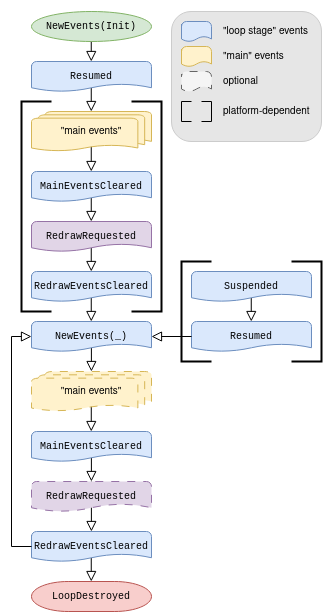 NewEvents(Init)
Resumed
"main events"
MainEventsCleared
RedrawRequested
RedrawEventsCleared
NewEvents(_)
"main events"
MainEventsCleared
RedrawRequested
RedrawEventsCleared
LoopDestroyed
"loop stage" events
"main" events
optional
platform-dependent
Suspended
Resumed